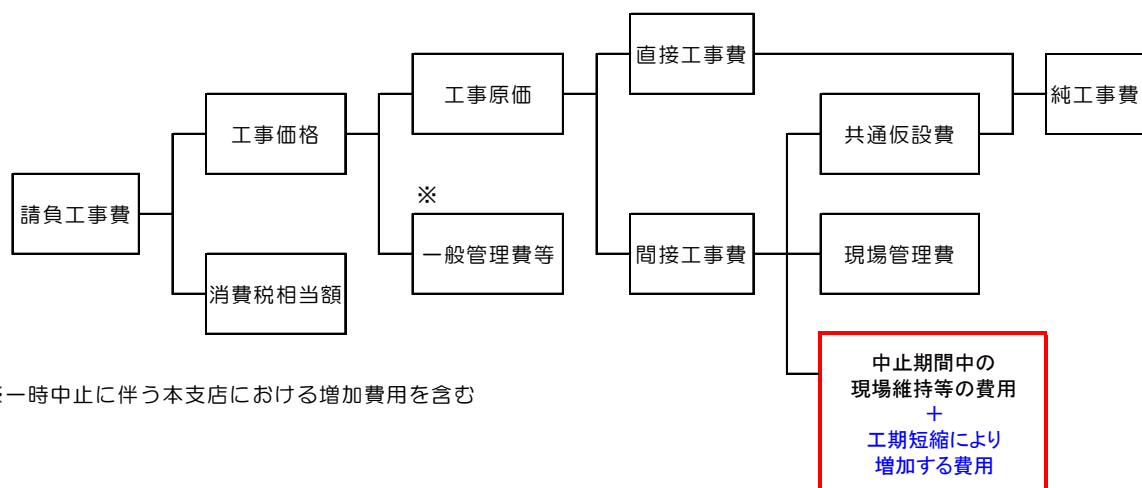 直接工事費
工事原価
純工事費
工事価格
共通仮設費
※
請負工事費
一般管理費等
間接工事費
現場管理費
消費税相当額
中止期間中の
現場維持等の費用
+
工期短縮により
増加する費用
※一時中止に伴う本支店における増加費用を含む